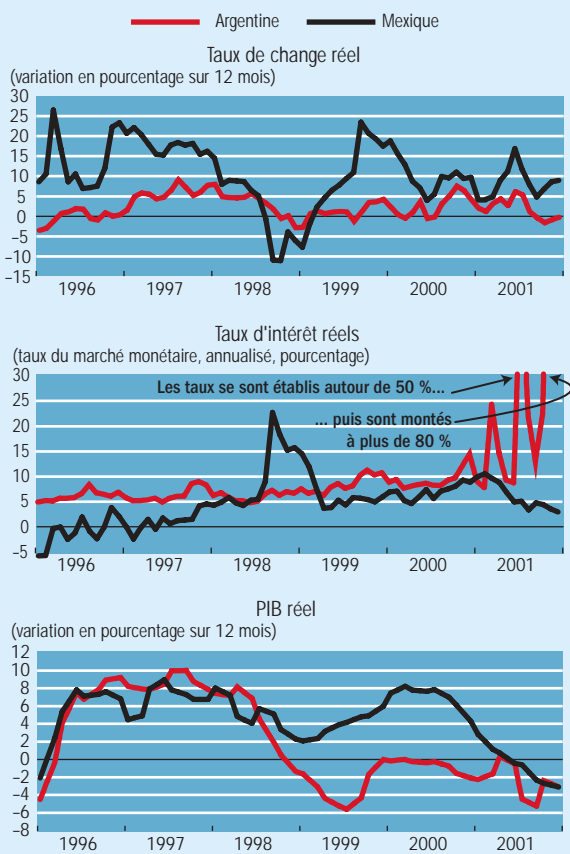 Argentine Mexique
Taux de change réel
(variation en pourcentage sur 12 mois)
30
25
20
15
10
5
0
–5
–10
–15
1996 1997 1998 1999 2000 2001
Taux d'intérêt réels
(taux du marché monétaire, annualisé, pourcentage)
30
Les taux se sont établis autour de 50 %...
25
... puis sont montés
20
à plus de 80 %
15
10
5
0
–5
1996 1997 1998 1999 2000 2001
PIB réel
(variation en pourcentage sur 12 mois)
12
10
8
6
4
2
0
–2
–4
–6
–8
1996 1997 1998 1999 2000 2001